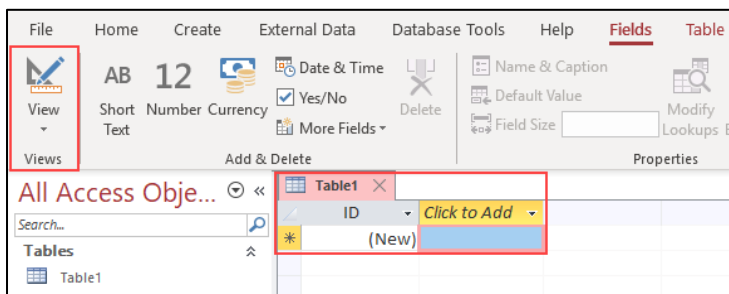 File Home Create External Data Database Tools Help Fields Table
View
Views
AB
Short
Text
12
Number
Currency
Date & Time
Yes/No
More Fields
Delete
Add & Delete
Name & Caption
Default Value
Field Size
Modify
Lookups
Properties
All Access Obje...
Search...
Tables
Table1
Table1
ID Click to Add
(New)